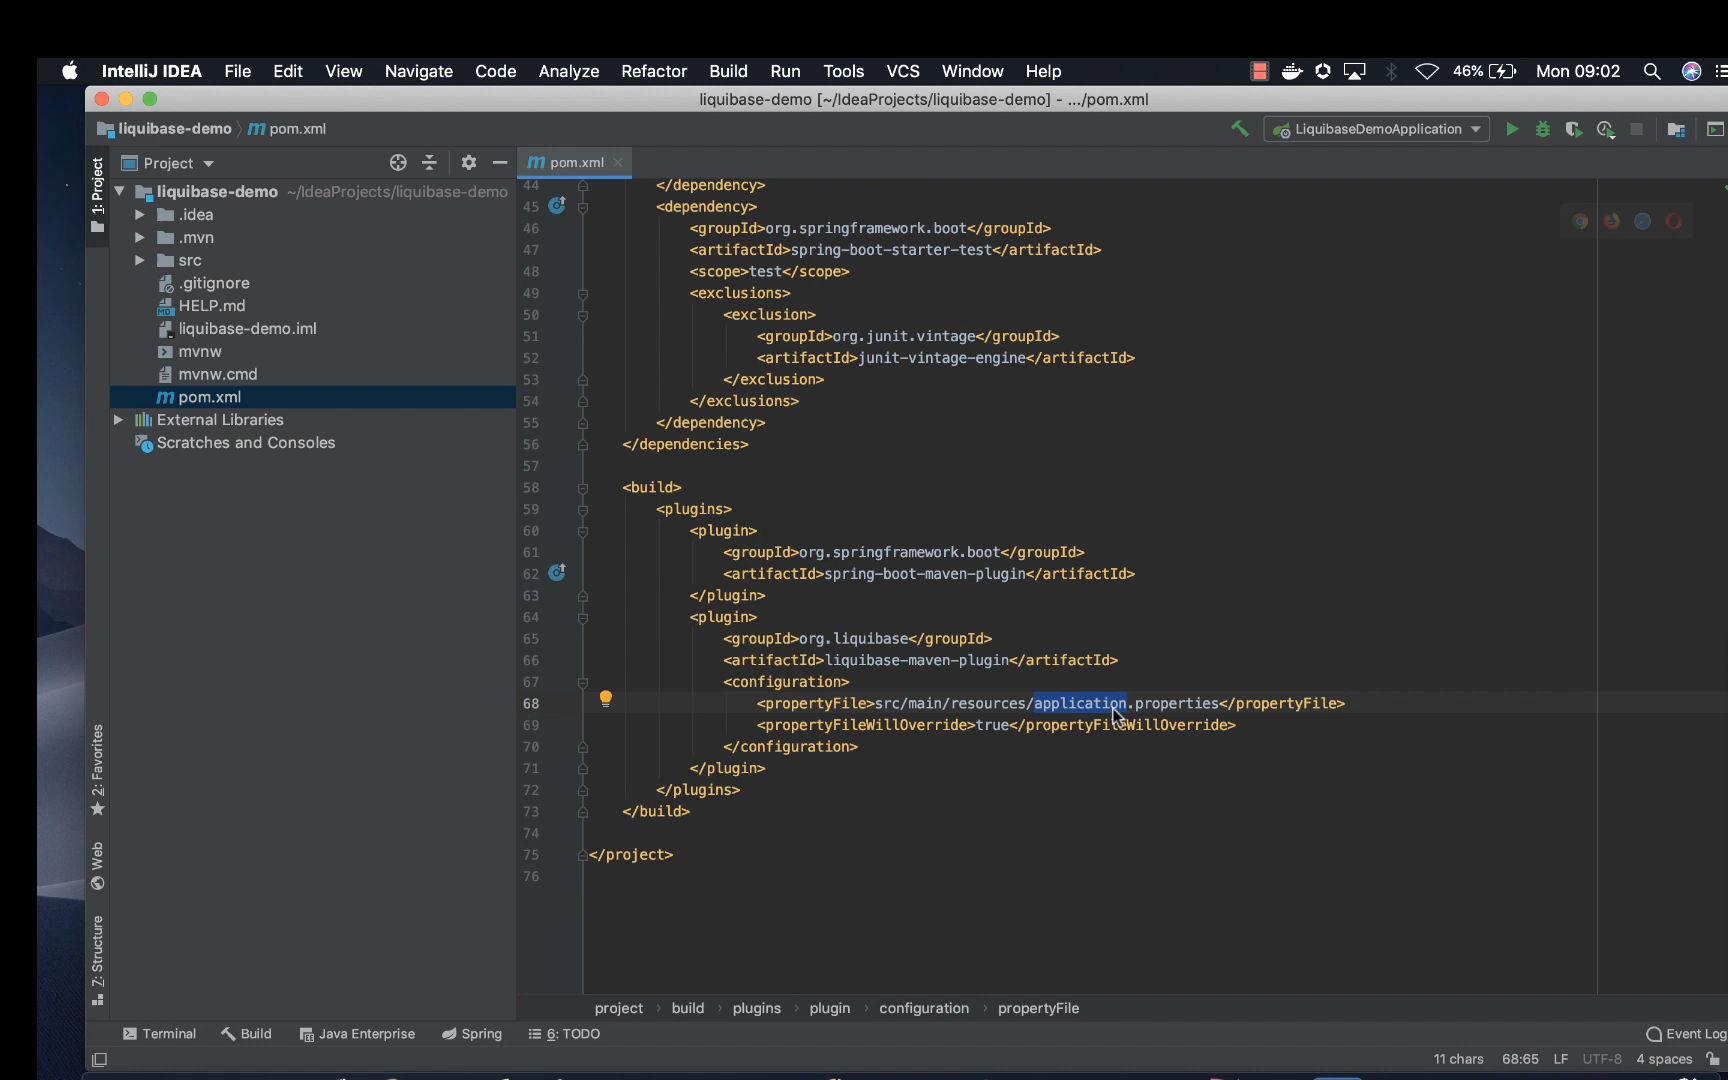 IntelliJ IDEA File Edit View Navigate Code Analyze Refactor Build Run Tools VCS Window Help 46% Mon 09:02
liquibase-demo [~/IdeaProjects/liquibase-demo] - .../pom.xml
liquibase-demo pom.xml LiquibaseDemoApplication
1: Project
Project
liquibase-demo ~/IdeaProjects/liquibase-demo
.idea
.mvn
src
.gitignore
HELP.md
liquibase-demo.iml
mvnw
mvnw.cmd
pom.xml
External Libraries
Scratches and Consoles
2: Favorites
Web
Z: Structure
pom.xml
44 </dependency>
45 <dependency>
46 <groupId>org.springframework.boot</groupId>
47 <artifactId>spring-boot-starter-test</artifactId>
48 <scope>test</scope>
49 <exclusions>
50 <exclusion>
51 <groupId>org.junit.vintage</groupId>
52 <artifactId>junit-vintage-engine</artifactId>
53 </exclusion>
54 </exclusions>
55 </dependency>
56 </dependencies>
57
58 <build>
59 <plugins>
60 <plugin>
61 <groupId>org.springframework.boot</groupId>
62 <artifactId>spring-boot-maven-plugin</artifactId>
63 </plugin>
64 <plugin>
65 <groupId>org.liquibase</groupId>
66 <artifactId>liquibase-maven-plugin</artifactId>
67 <configuration>
68 <propertyFile>src/main/resources/application.properties</propertyFile>
69 <propertyFileWillOverride>true</propertyFileWillOverride>
70 </configuration>
71 </plugin>
72 </plugins>
73 </build>
74
75 </project>
76
project build plugins plugin configuration propertyFile
Terminal Build Java Enterprise Spring 6: TODO Event Log
11 chars 68:65 LF UTF-8 4 spaces